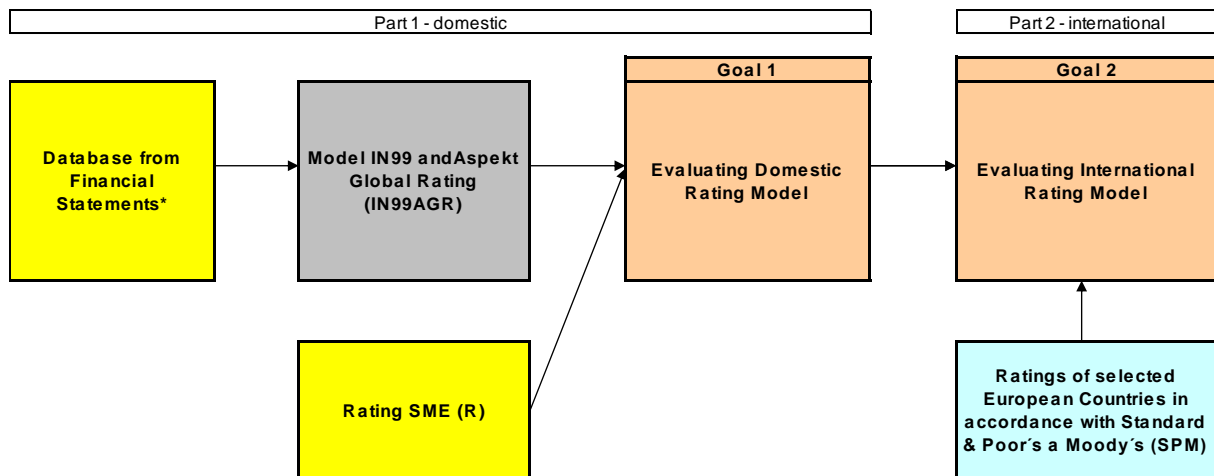 Part 1 - domestic
Part 2 - international
Goal 1
Goal 2
Database from
Financial
Statements*
Model IN99 andAspekt
Global Rating
(IN99AGR)
Evaluating Domestic
Rating Model
Evaluating International
Rating Model
Rating SME (R)
Ratings of selected
European Countries in
accordance with Standard
& Poor´s a Moody´s (SPM)